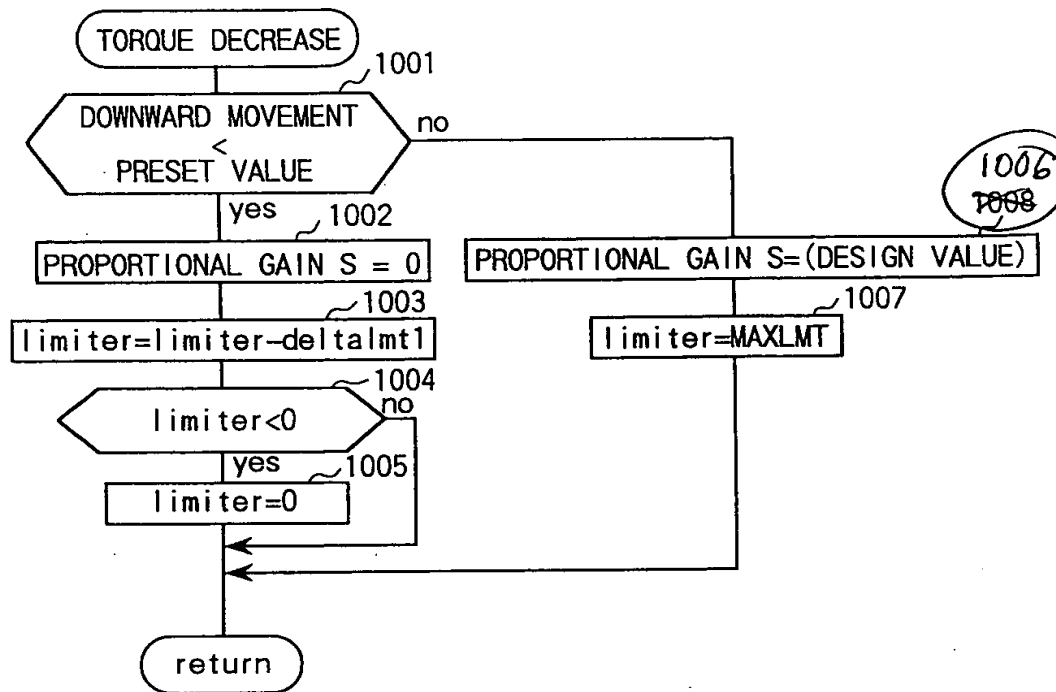 TORQUE DECREASE
1001
DOWNWARD MOVEMENT
<
PRESET VALUE
no
yes
1002
PROPORTIONAL GAIN S = 0
1003
limiter=limiter-deltalmt1
1004
limiter<0
no
yes
1005
limiter=0
1006
1008
PROPORTIONAL GAIN S=(DESIGN VALUE)
1007
limiter=MAXLMT
return